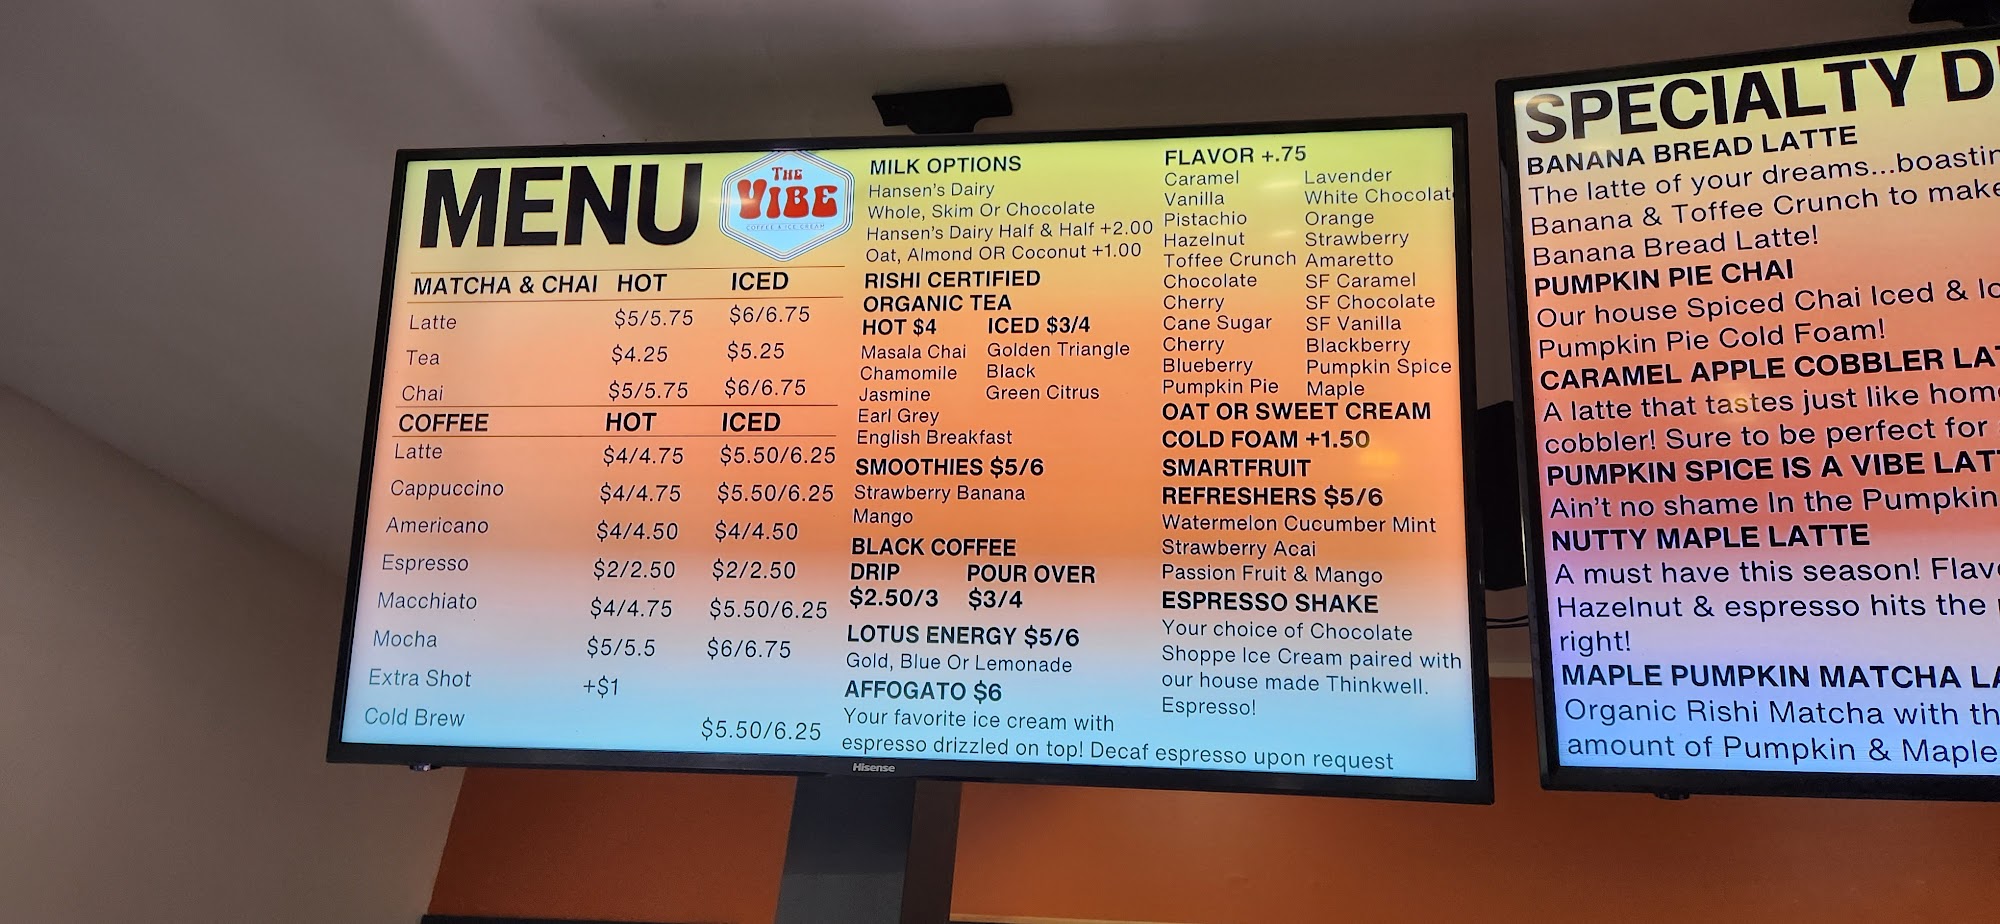 MENU
THE
VIBE
COFFEE & ICE CREAM
MATCHA & CHAI HOT ICED
Latte $5/5.75 $6/6.75
Tea $4.25 $5.25
Chai $5/5.75 $6/6.75
COFFEE HOT ICED
Latte $4/4.75 $5.50/6.25
Cappuccino $4/4.75 $5.50/6.25
Americano $4/4.50 $4/4.50
Espresso $2/2.50 $2/2.50
Macchiato $4/4.75 $5.50/6.25
Mocha $5/5.5 $6/6.75
Extra Shot +$1
Cold Brew $5.50/6.25
MILK OPTIONS
Hansen's Dairy
Whole, Skim Or Chocolate
Hansen's Dairy Half & Half +2.00
Oat, Almond OR Coconut +1.00
RISHI CERTIFIED
ORGANIC TEA
HOT $4 ICED $3/4
Masala Chai Golden Triangle
Chamomile Black
Jasmine Green Citrus
Earl Grey
English Breakfast
SMOOTHIES $5/6
Strawberry Banana
Mango
BLACK COFFEE
DRIP POUR OVER
$2.50/3 $3/4
LOTUS ENERGY $5/6
Gold, Blue Or Lemonade
AFFOGATO $6
Your favorite ice cream with
espresso drizzled on top! Decaf espresso upon request
FLAVOR +.75
Caramel Lavender
Vanilla White Chocolat
Pistachio Orange
Hazelnut Strawberry
Toffee Crunch Amaretto
Chocolate SF Caramel
Cherry SF Chocolate
Cane Sugar SF Vanilla
Cherry Blackberry
Blueberry Pumpkin Spice
Pumpkin Pie Maple
OAT OR SWEET CREAM
COLD FOAM +1.50
SMARTFRUIT
REFRESHERS $5/6
Watermelon Cucumber Mint
Strawberry Acai
Passion Fruit & Mango
ESPRESSO SHAKE
Your choice of Chocolate
Shoppe Ice Cream paired with
our house made Thinkwell.
Espresso!
Hisense
SPECIALTY D
BANANA BREAD LATTE
The latte of your dreams...boastin
Banana & Toffee Crunch to make
Banana Bread Latte!
PUMPKIN PIE CHAI
Our house Spiced Chai Iced & Ic
Pumpkin Pie Cold Foam!
CARAMEL APPLE COBBLER LAT
A latte that tastes just like home
cobbler! Sure to be perfect for
PUMPKIN SPICE IS A VIBE LATT
Ain't no shame In the Pumpkin
NUTTY MAPLE LATTE
A must have this season! Flavo
Hazelnut & espresso hits the
right!
MAPLE PUMPKIN MATCHA LA
Organic Rishi Matcha with th
amount of Pumpkin & Maple